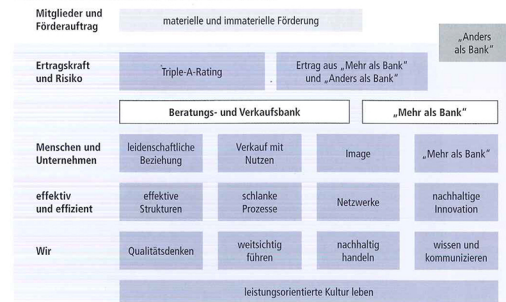 Mitglieder und
Förderauftrag
materielle und immaterielle Förderung
„Anders
als Bank“
Ertragskraft
und Risiko
Triple-A-Rating
Ertrag aus „Mehr als Bank“
und „Anders als Bank“
Beratungs- und Verkaufsbank
„Mehr als Bank“
Menschen und
Unternehmen
leidenschaftliche
Beziehung
Verkauf mit
Nutzen
Image
„Mehr als Bank“
effektiv
und effizient
effektive
Strukturen
schlanke
Prozesse
Netzwerke
nachhaltige
Innovation
Wir
Qualitätsdenken
weitsichtig
führen
nachhaltig
handeln
wissen und
kommunizieren
leistungsorientierte Kultur leben